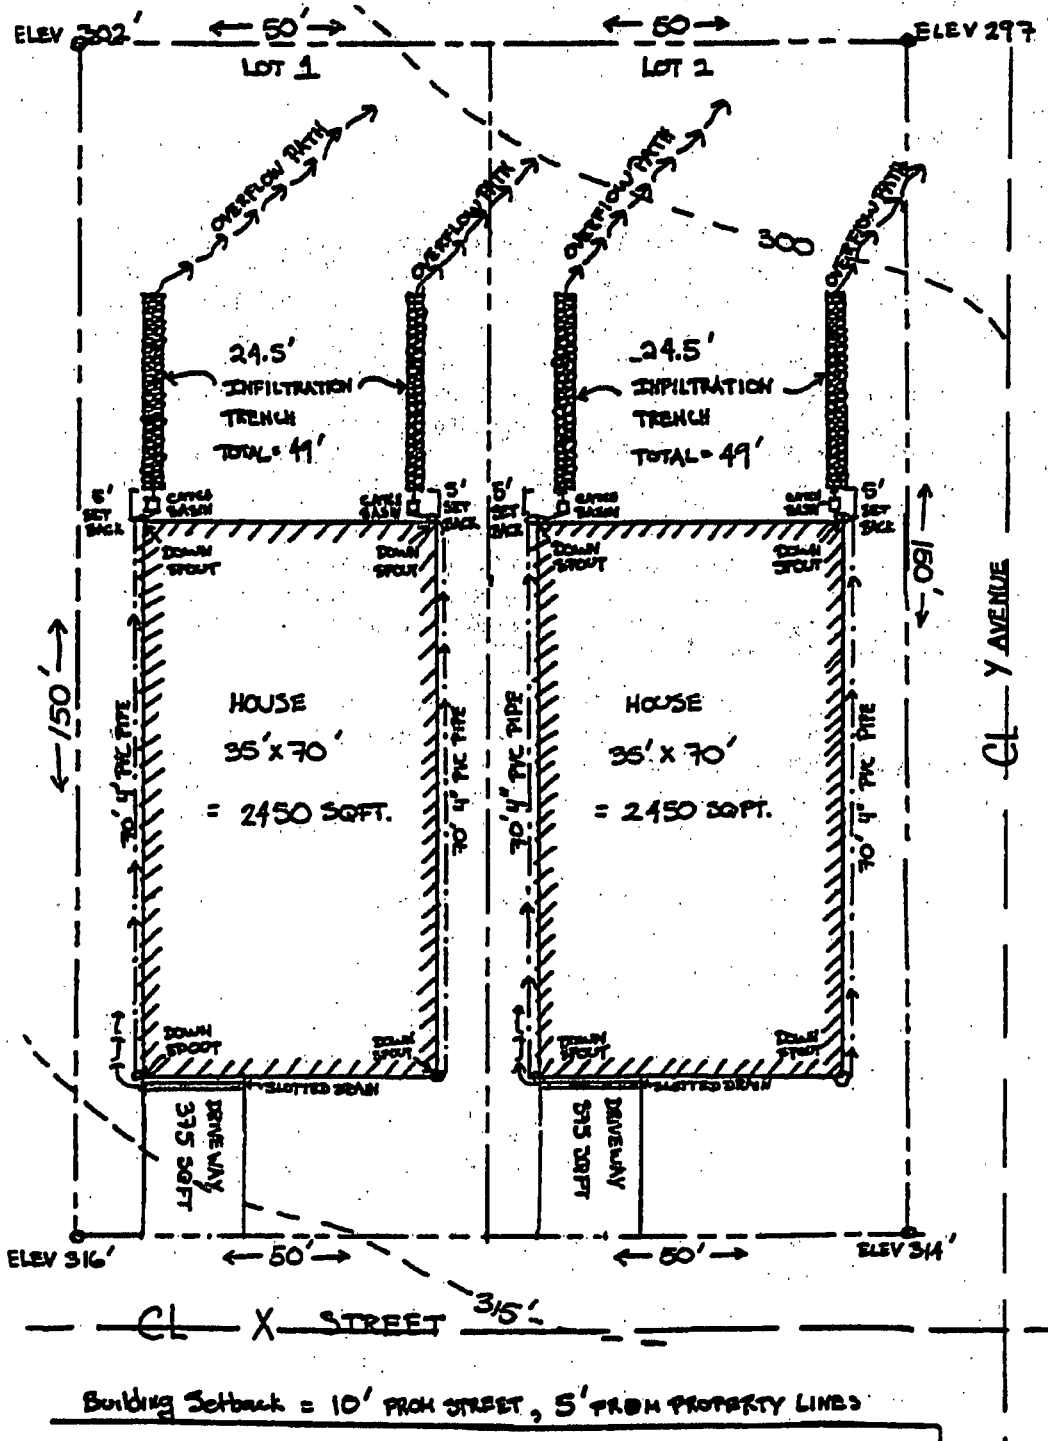 ELEV 302'
← 50' →
← 50 →
ELEV 297
LOT 1
LOT 2
OVERFLOW PATH
OVERFLOW PATH
OVERFLOW PATH
OVERFLOW PATH
300
24.5'
INFILTRATION
TRENCH
TOTAL = 49'
24.5'
INFILTRATION
TRENCH
TOTAL = 49'
5'
SET
BACK
CATCH
BASIN
CATCH
BASIN
5'
SET
BACK
5'
SET
BACK
CATCH
BASIN
CATCH
BASIN
5'
SET
BACK
DOWN
SPOUT
DOWN
SPOUT
DOWN
SPOUT
DOWN
SPOUT
← 150' →
← 150' →
CL Y AVENUE
70' 4" PVC PIPE
HOUSE
35' X 70'
= 2450 SQFT.
70' 4" PVC PIPE
70' 4" PVC PIPE
HOUSE
35' X 70'
= 2450 SQFT.
70' 4" PVC PIPE
DOWN
SPOOT
DOWN
SPOUT
DOWN
SPOUT
DOWN
SPOUT
SLOTTED DRAIN
SLOTTED DRAIN
DRIVEWAY
375 SQFT
DRIVEWAY
375 SQFT
ELEV 316'
← 50' →
← 50' →
ELEV 314'
315'
CL X STREET
Building Setback = 10' FROM STREET, 5' FROM PROPERTY LINES